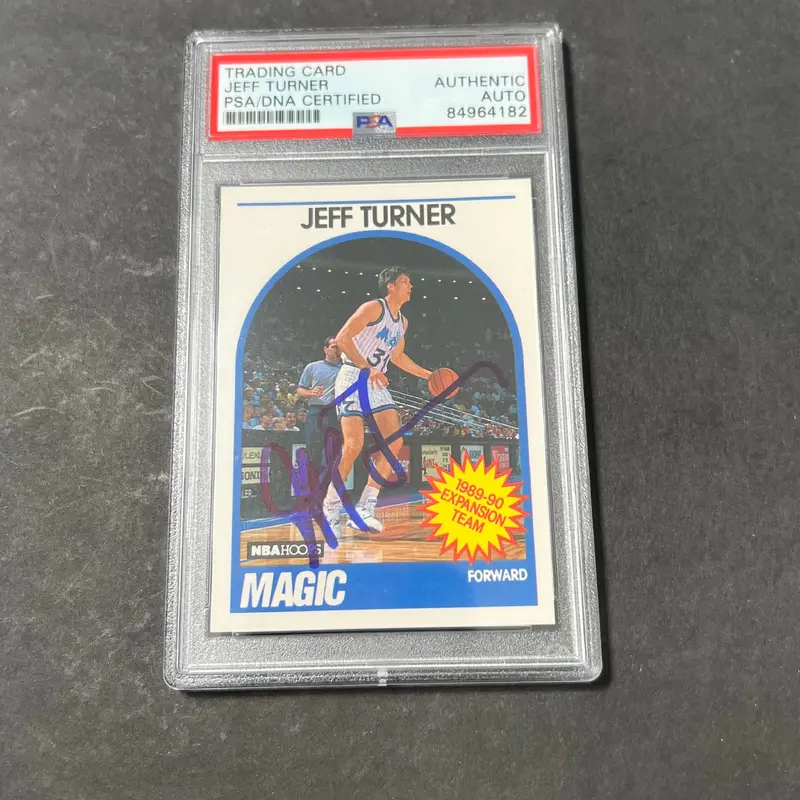 TRADING CARD
JEFF TURNER
PSA/DNA CERTIFIED
AUTHENTIC
AUTO
84964182
PSA
JEFF TURNER
1989-90
EXPANSION
TEAM
NBA HOOPS
MAGIC
FORWARD